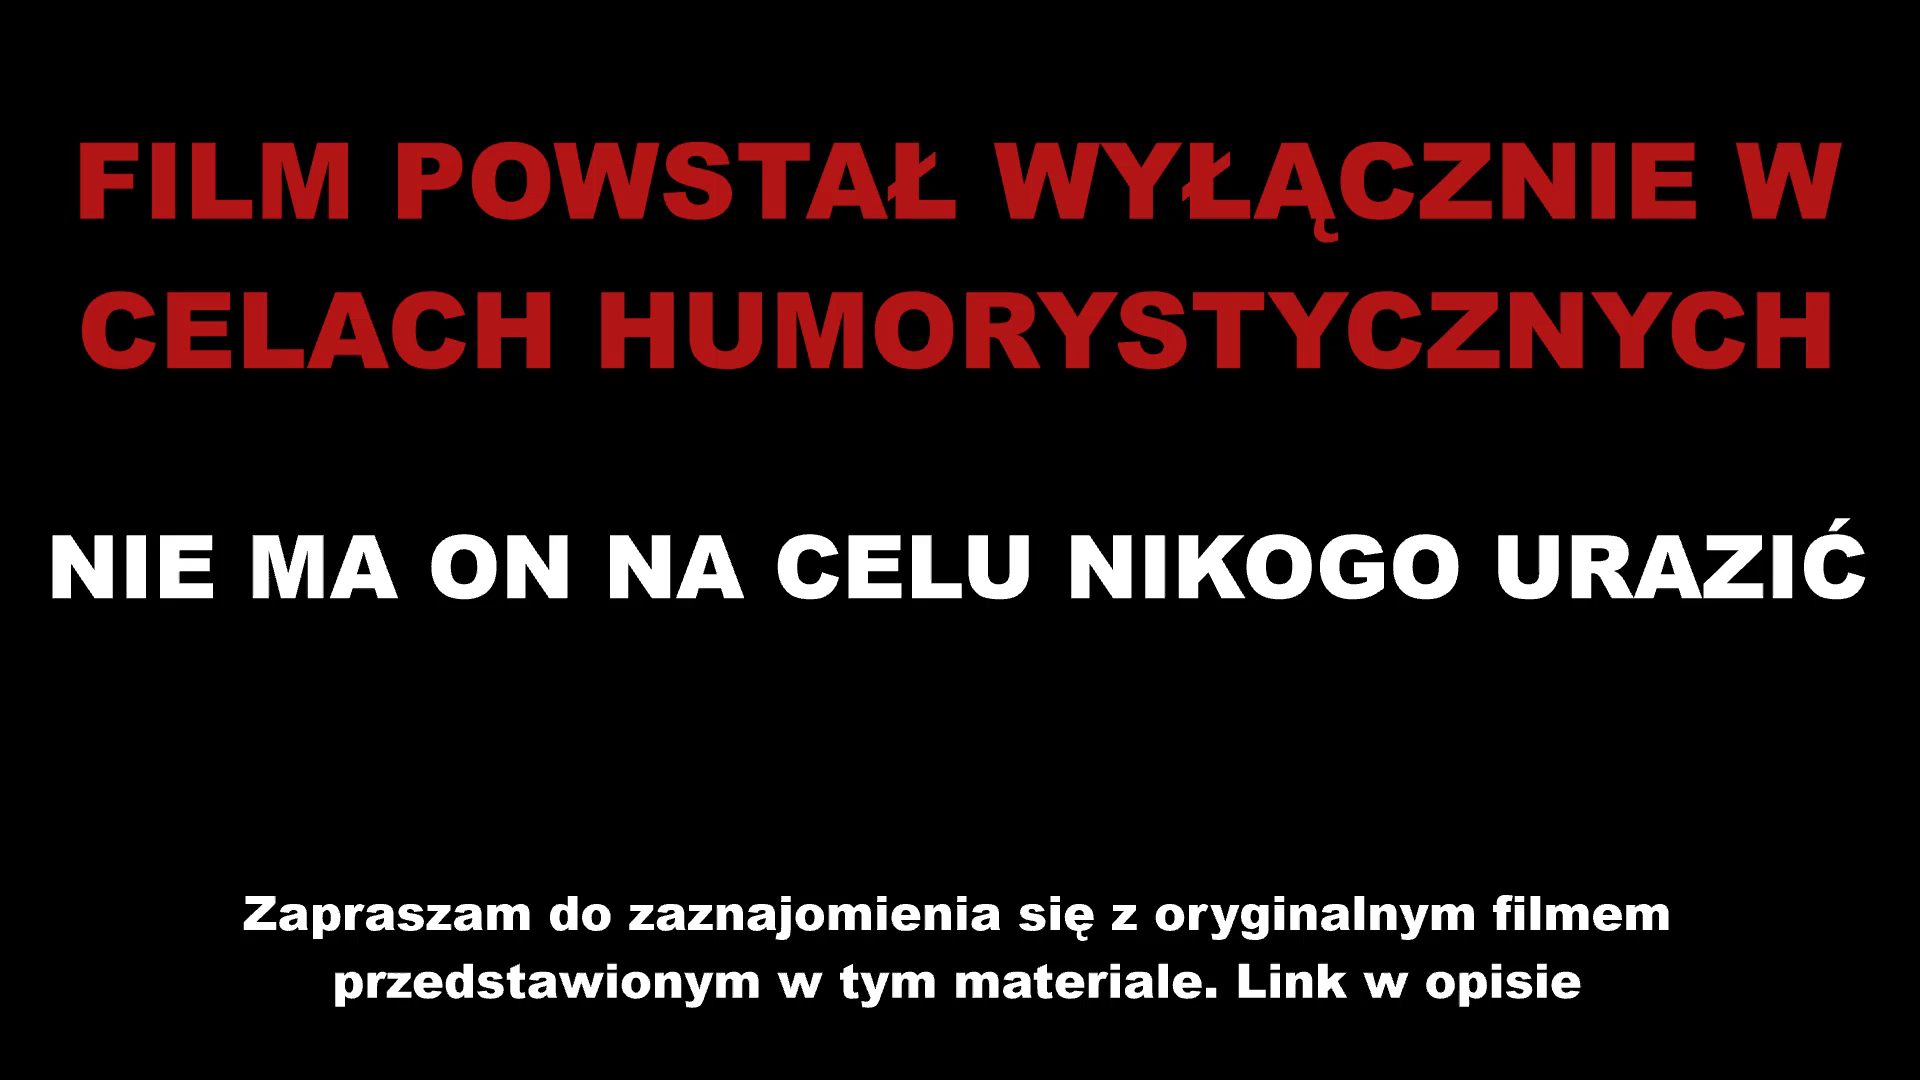 FILM POWSTAŁ WYŁĄCZNIE W
CELACH HUMORYSTYCZNYCH
NIE MA ON NA CELU NIKOGO URAZIĆ
Zapraszam do zaznajomienia się z oryginalnym filmem
przedstawionym w tym materiale. Link w opisie